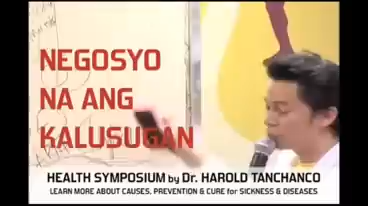 NEGOSYO
NA ANG
KALUSUGAN
HEALTH SYMPOSIUM by Dr. HAROLD TANCHANCO
LEARN MORE ABOUT CAUSES, PREVENTION & CURE for SICKNESS & DISEASES